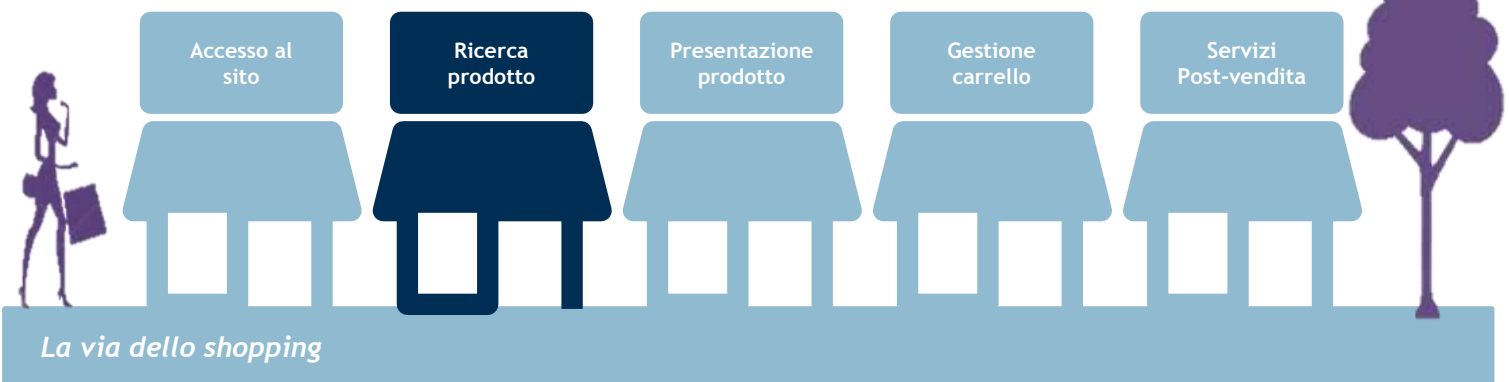 Accesso al
sito
Ricerca
prodotto
Presentazione
prodotto
Gestione
carrello
Servizi
Post-vendita
La via dello shopping